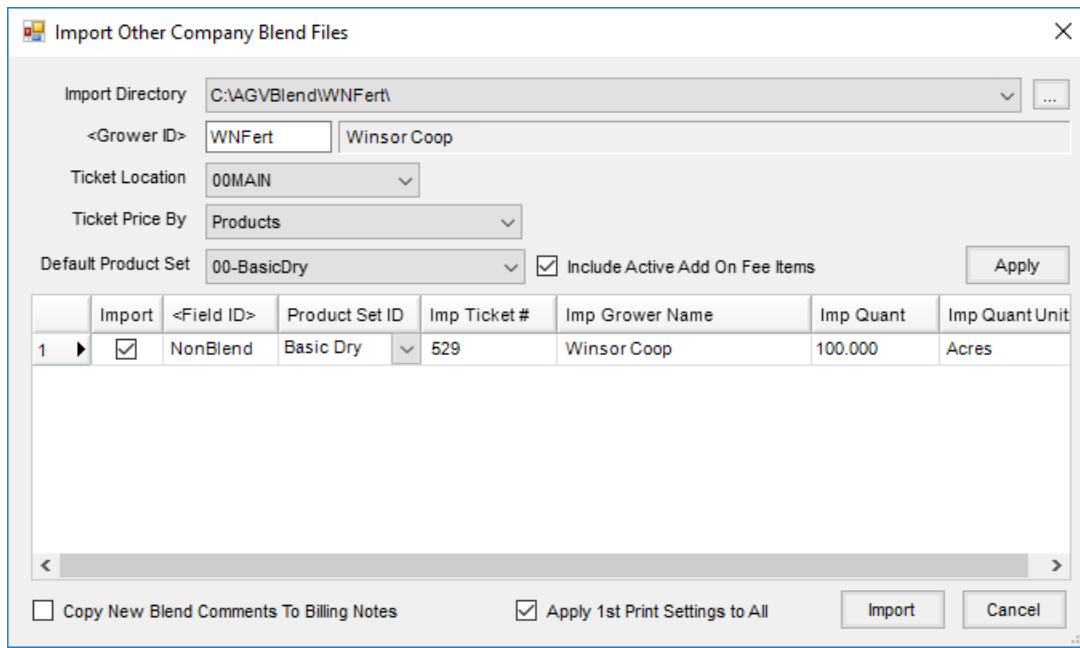 Import Other Company Blend Files
Import Directory C:\AGVBlend\WNFert\ ...
<Grower ID> WNFert Winsor Coop
Ticket Location 00MAIN
Ticket Price By Products
Default Product Set 00-BasicDry Include Active Add On Fee Items Apply
Import <Field ID> Product Set ID Imp Ticket # Imp Grower Name Imp Quant Imp Quant Unit
1 NonBlend Basic Dry 529 Winsor Coop 100.000 Acres
Copy New Blend Comments To Billing Notes Apply 1st Print Settings to All Import Cancel